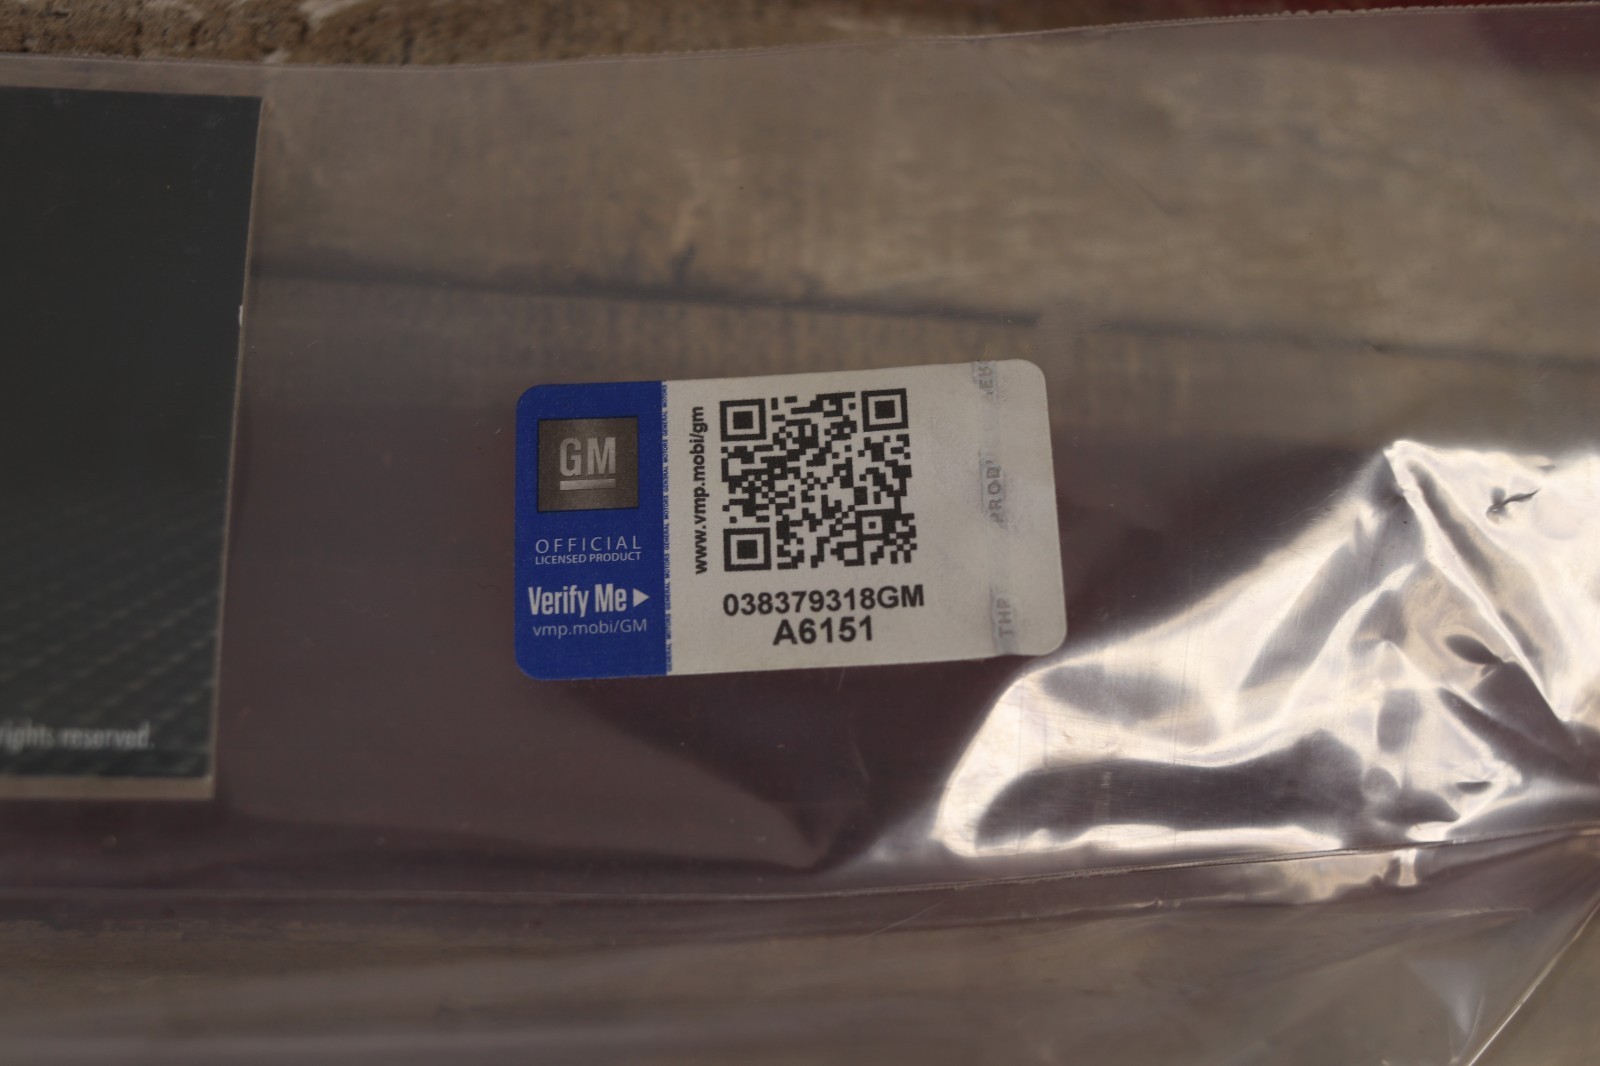 GM
OFFICIAL
LICENSED PRODUCT
Verify Me
vmp.mobi/GM
www.vmp.mobi/gm
038379318GM
A6151
rights reserved.